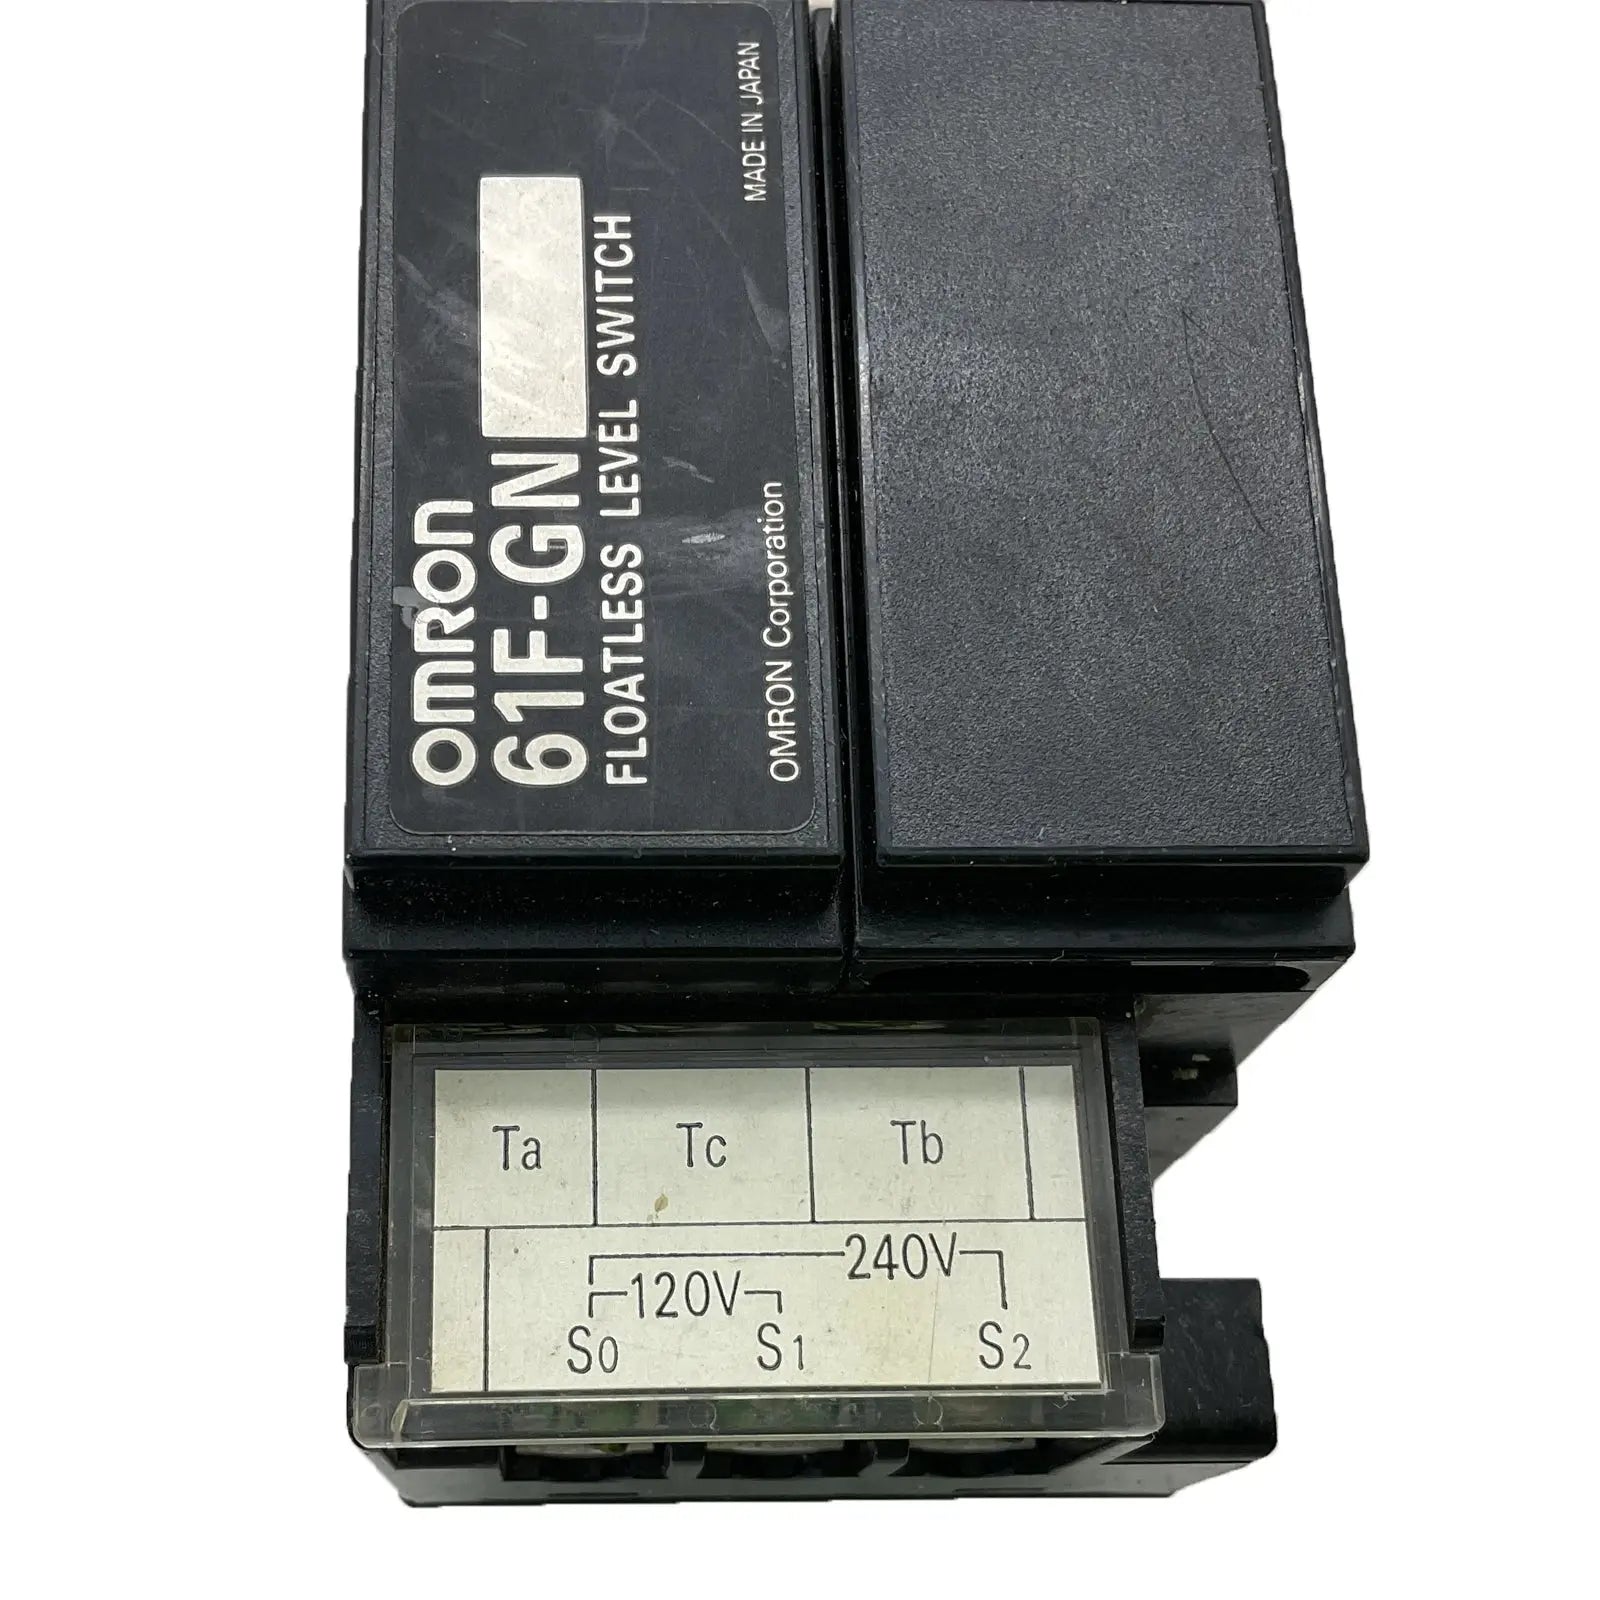 OMRON
61F-GN
FLOATLESS LEVEL SWITCH
OMRON Corporation
MADE IN JAPAN
Ta Tc Tb
240V
120V
S0 S1 S2